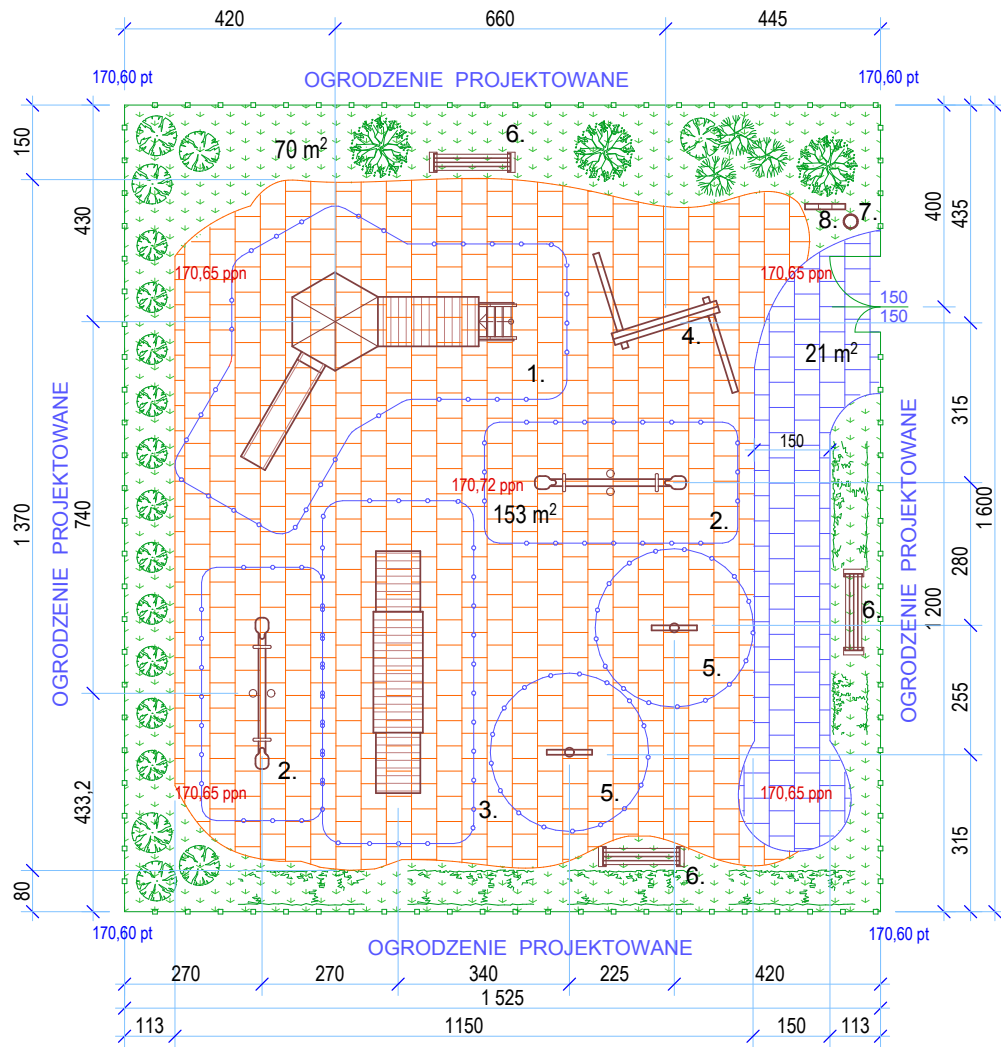 420
660
445
170,60 pt
OGRODZENIE PROJEKTOWANE
170,60 pt
150
70 m²
6.
430
400
435
8.
7.
170,65 ppn
170,65 ppn
150
150
4.
21 m²
1.
315
150
OGRODZENIE PROJEKTOWANE
1 370
740
170,72 ppn
153 m²
2.
OGRODZENIE PROJEKTOWANE
1 600
280
1 200
6.
5.
255
2.
170,65 ppn
3.
5.
170,65 ppn
433,2
315
80
6.
170,60 pt
OGRODZENIE PROJEKTOWANE
170,60 pt
270
270
340
225
420
1 525
113
1150
150
113